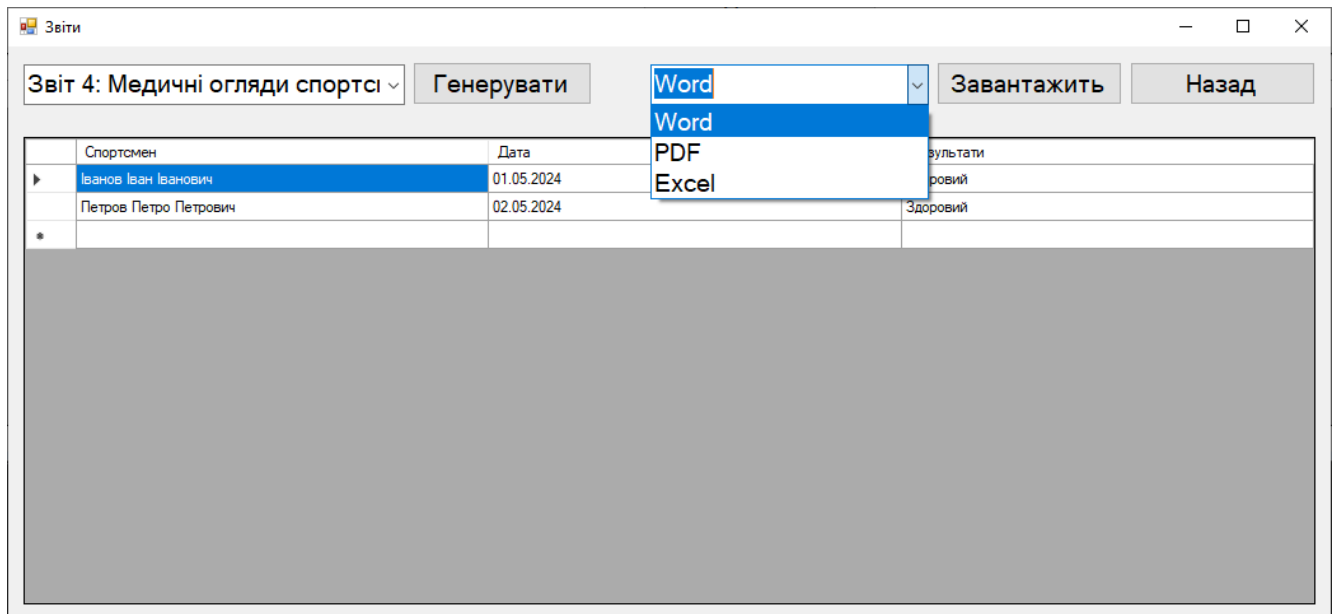 Звіти
Звіт 4: Медичні огляди спортсı Генерувати Word Завантажить Назад
Word
PDF
Excel
Спортсмен Дата зультати
Іванов Іван Іванович 01.05.2024 ровий
Петров Петро Петрович 02.05.2024 Здоровий